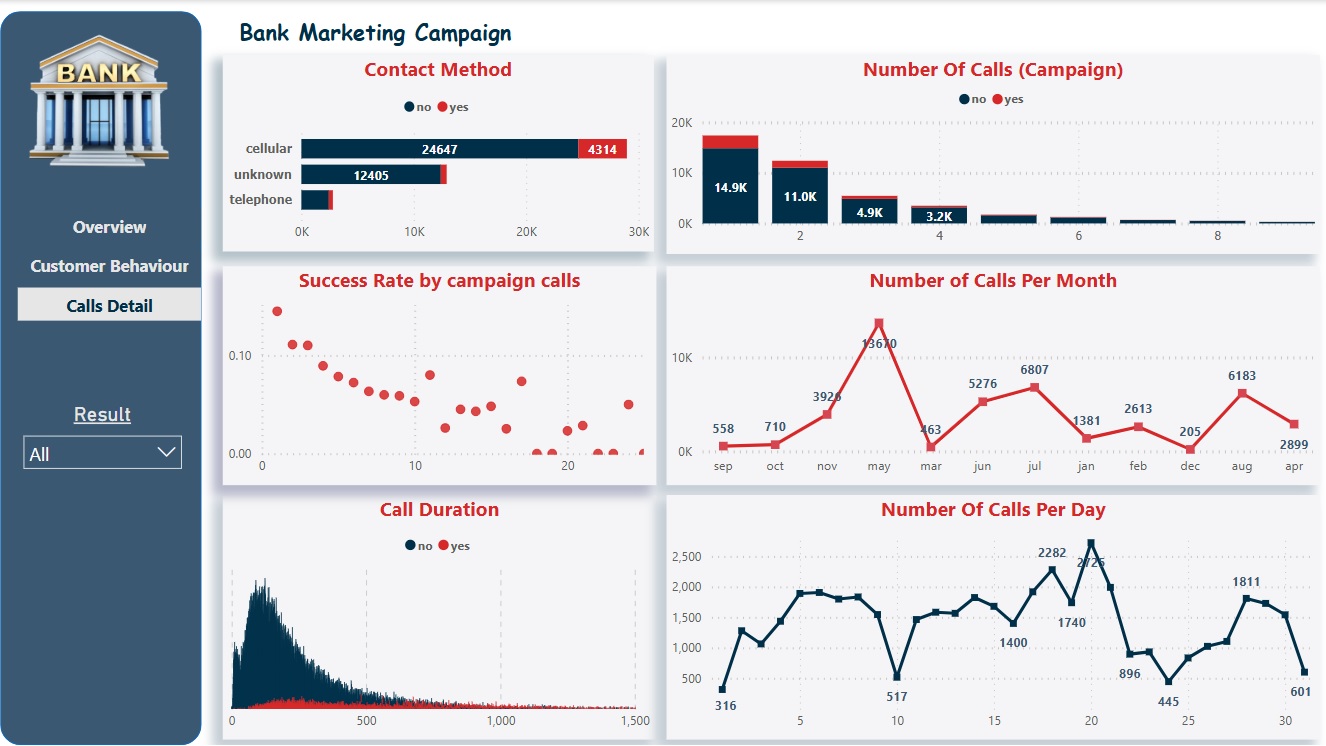 Bank Marketing Campaign
BANK
Overview
Customer Behaviour
Calls Detail
Result
All
Contact Method
no yes
cellular 24647 4314
unknown 12405
telephone
0K 10K 20K 30K
Number Of Calls (Campaign)
no yes
20K
10K
0K
14.9K 11.0K 4.9K 3.2K
2 4 6 8
Success Rate by campaign calls
0.10
0.00
0 10 20
Number of Calls Per Month
10K
0K
558 710 3926 13670 463 5276 6807 1381 2613 205 6183 2899
sep oct nov may mar jun jul jan feb dec aug apr
Call Duration
no yes
0 500 1,000 1,500
Number Of Calls Per Day
2,500
2,000
1,500
1,000
500
316 517 1400 2282 1740 2725 896 445 1811 601
5 10 15 20 25 30